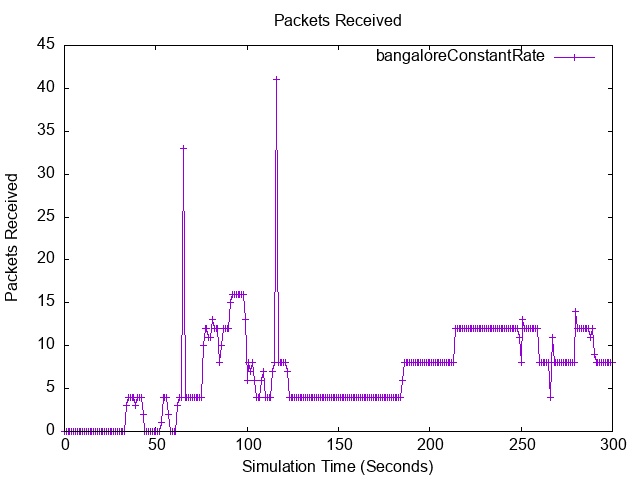 Packets Received
bangaloreConstantRate
45
40
35
30
25
20
15
10
5
0
Packets Received
0 50 100 150 200 250 300
Simulation Time (Seconds)